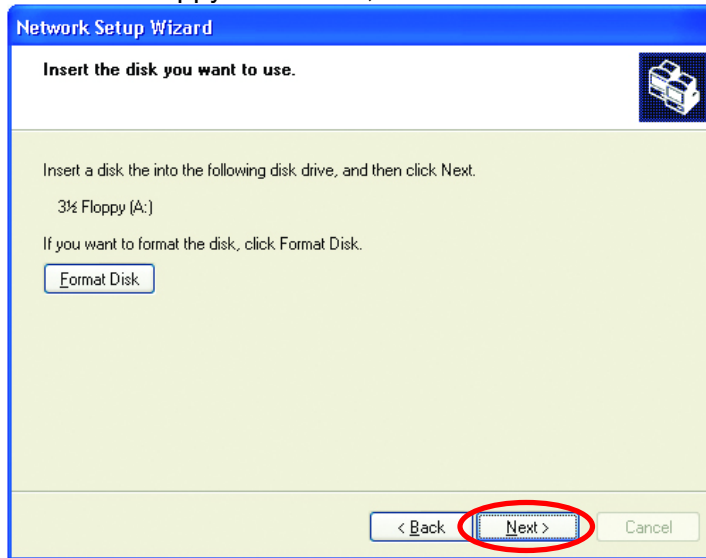 Network Setup Wizard
Insert the disk you want to use.
Insert a disk the into the following disk drive, and then click Next.
3½ Floppy (A:)
If you want to format the disk, click Format Disk.
Format Disk
< Back Next > Cancel